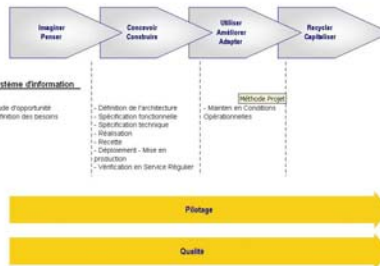 Imaginer
Penser
Concevoir
Construire
Utiliser
Améliorer
Adapter
Recycler
Capitaliser
stème d'information
ude d'opportunité
finition des besoins
- Définition de l'architecture
- Spécification fonctionnelle
- Spécification technique
- Réalisation
- Recette
- Déploiement - Mise en
production
- Vérification en Service Régulier
Méthode Projet
- Maintien en Conditions
Opérationnelles
Pilotage
Qualité